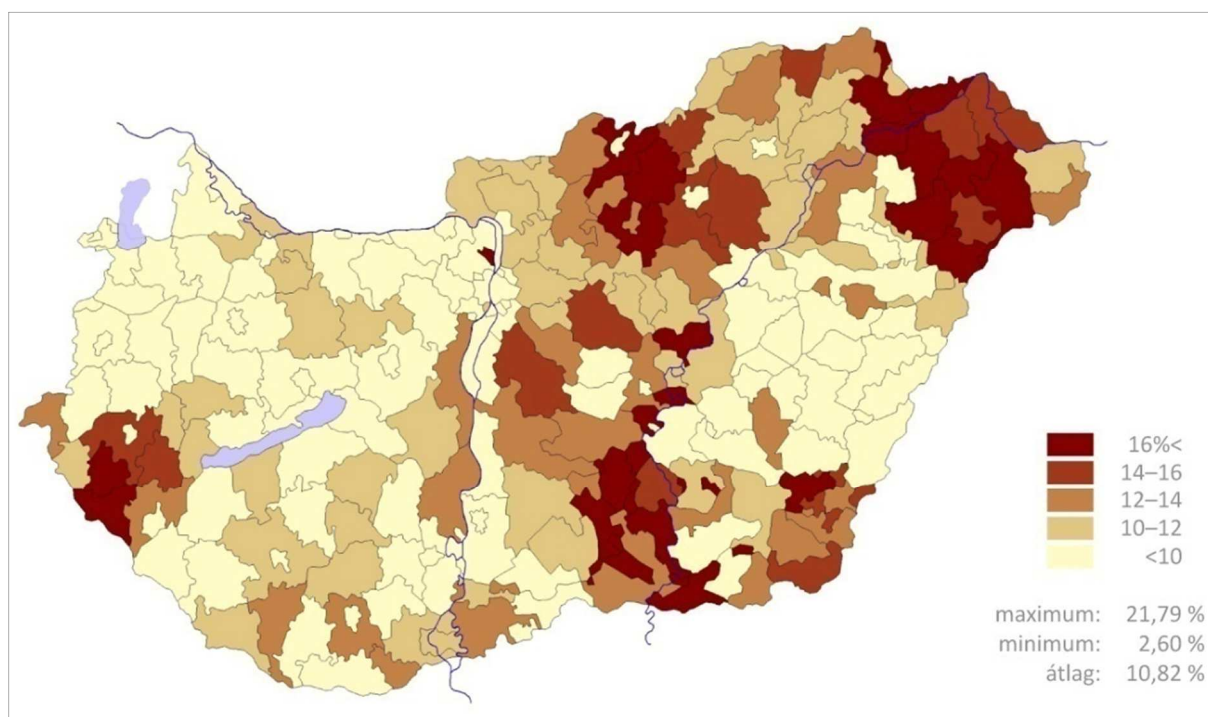 16%<
14–16
12–14
10–12
<10
maximum: 21,79 %
minimum: 2,60 %
átlag: 10,82 %